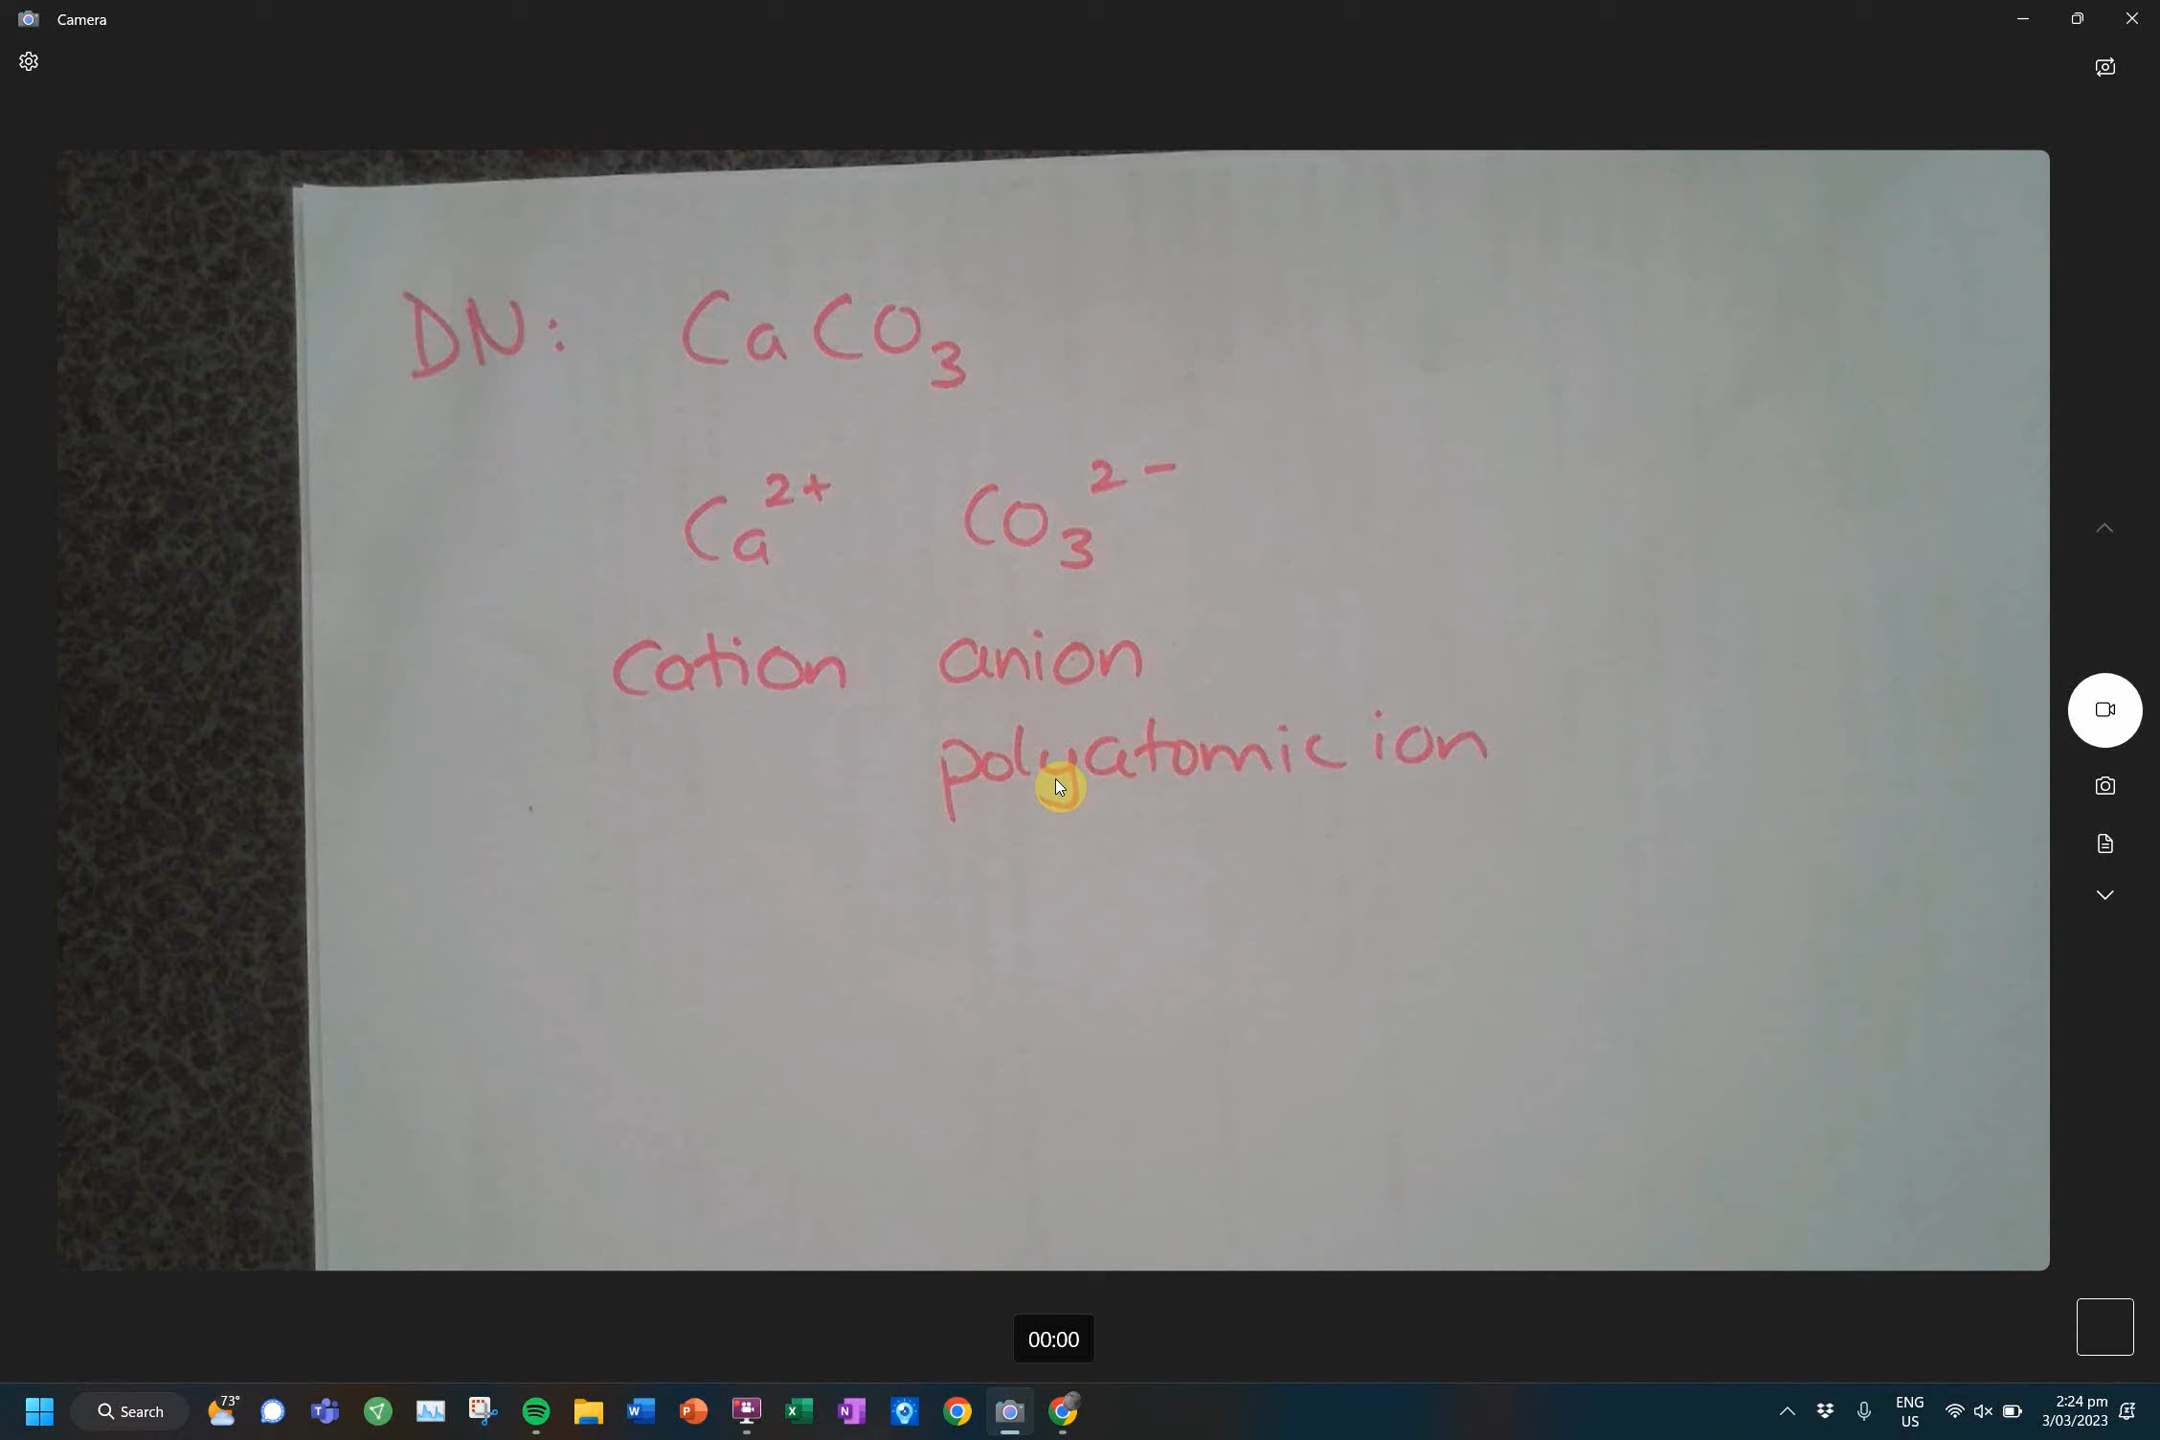 Camera
DN: CaCO₃
Ca²⁺ CO₃²⁻
cation anion
polyatomic ion
00:00
73°
Search
ENG
US
2:24 pm
3/03/2023